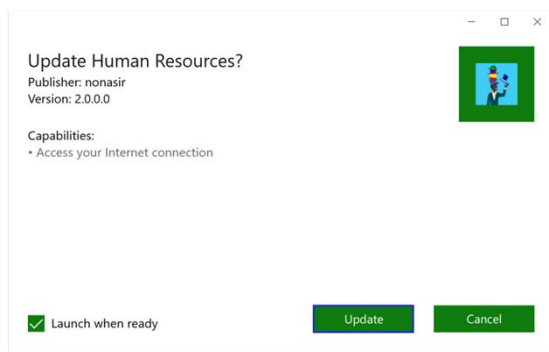 Update Human Resources?
Publisher: nonasir
Version: 2.0.0.0
Capabilities:
• Access your Internet connection
Launch when ready
Update
Cancel